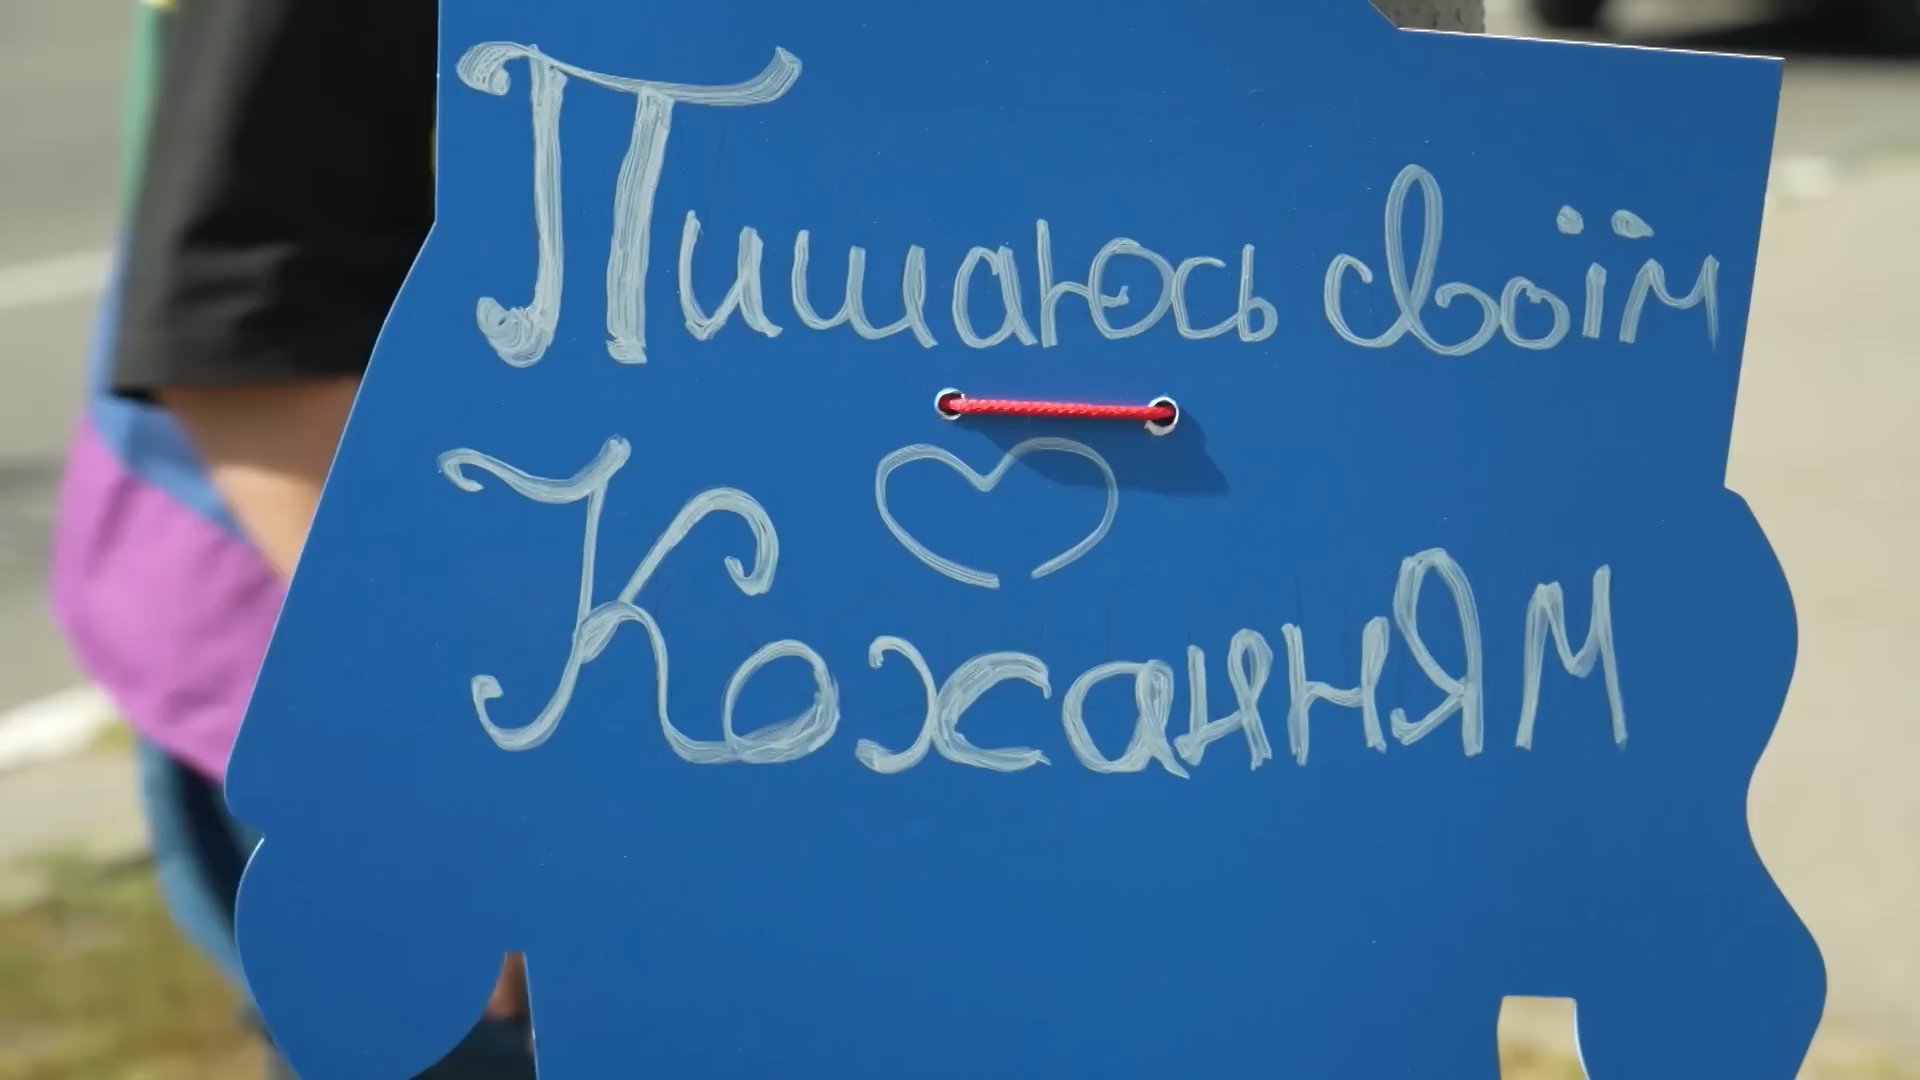 Пишаюсь своїм
Коханням